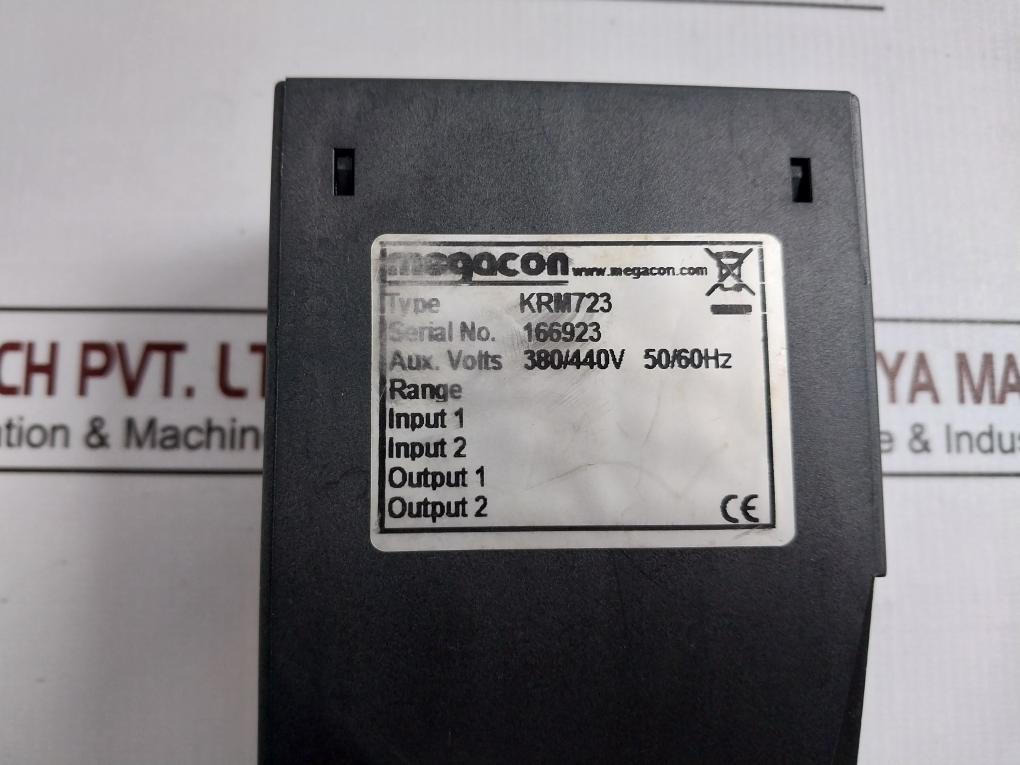 megacon www.megacon.com
Type KRM723
Serial No. 166923
Aux. Volts 380/440V 50/60Hz
Range
Input 1
Input 2
Output 1
Output 2 CE
CH PVT. LT
YA MA
ation & Machin
e & Indus